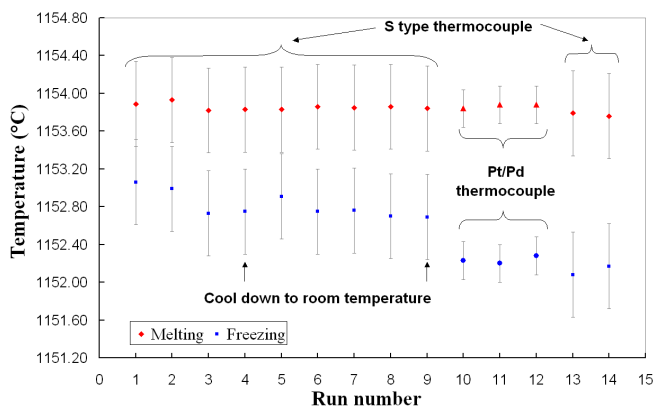 S type thermocouple
1154.80
1154.40
1154.00
1153.60
1153.20
1152.80
1152.40
1152.00
1151.60
1151.20
Temperature (°C)
Pt/Pd
thermocouple
Cool down to room temperature
Melting Freezing
0 1 2 3 4 5 6 7 8 9 10 11 12 13 14 15
Run number